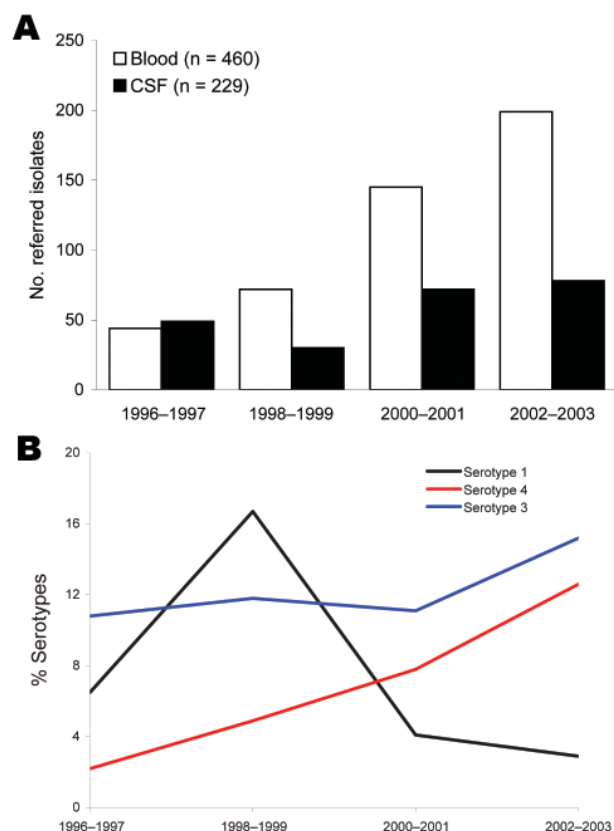 A
250
200
150
100
50
0
No. referred isolates
Blood (n = 460)
CSF (n = 229)
1996–1997 1998–1999 2000–2001 2002–2003
B
20
16
12
8
4
0
% Serotypes
Serotype 1
Serotype 4
Serotype 3
1996–1997 1998–1999 2000–2001 2002–2003